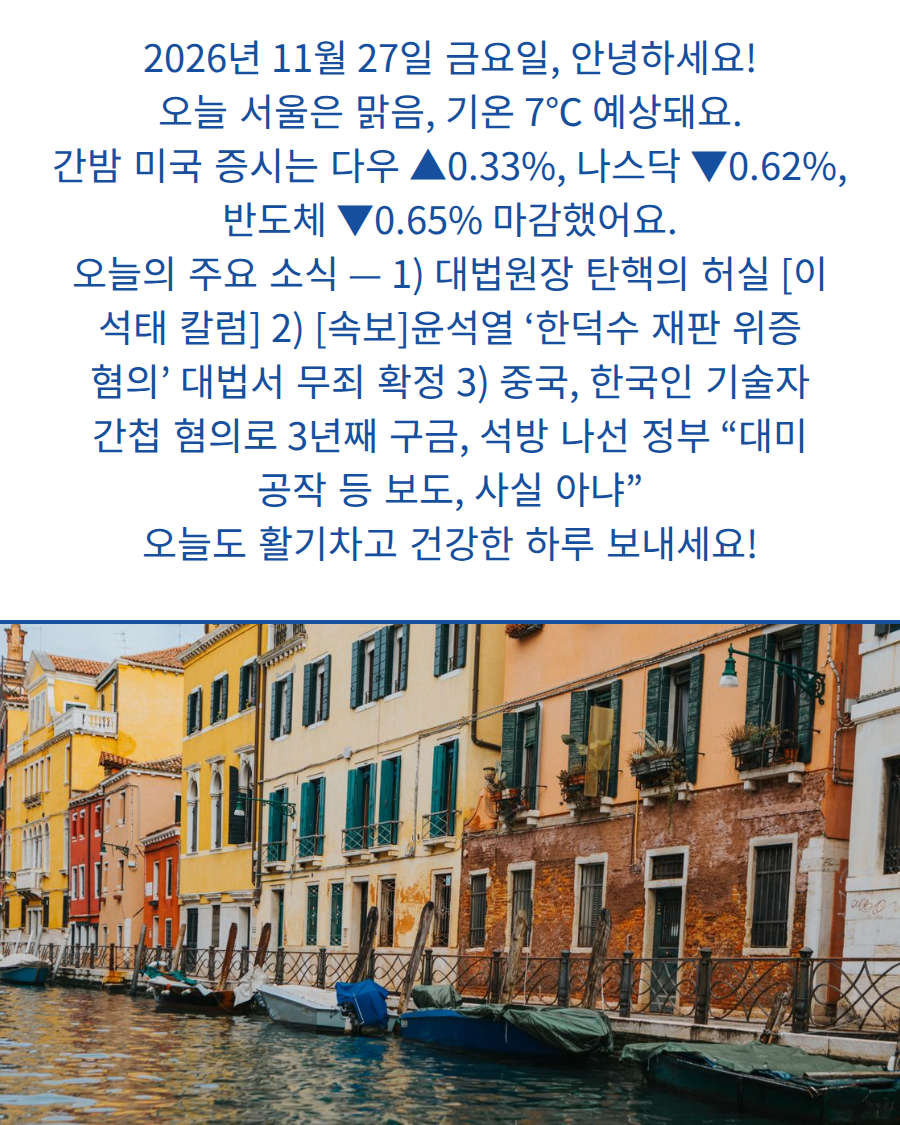 2026년 11월 27일 금요일, 안녕하세요!
오늘 서울은 맑음, 기온 7°C 예상돼요.
간밤 미국 증시는 다우 ▲0.33%, 나스닥 ▼0.62%,
반도체 ▼0.65% 마감했어요.
오늘의 주요 소식 — 1) 대법원장 탄핵의 허실 [이
석태 칼럼] 2) [속보]윤석열 ‘한덕수 재판 위증
혐의’ 대법서 무죄 확정 3) 중국, 한국인 기술자
간첩 혐의로 3년째 구금, 석방 나선 정부 “대미
공작 등 보도, 사실 아냐”
오늘도 활기차고 건강한 하루 보내세요!